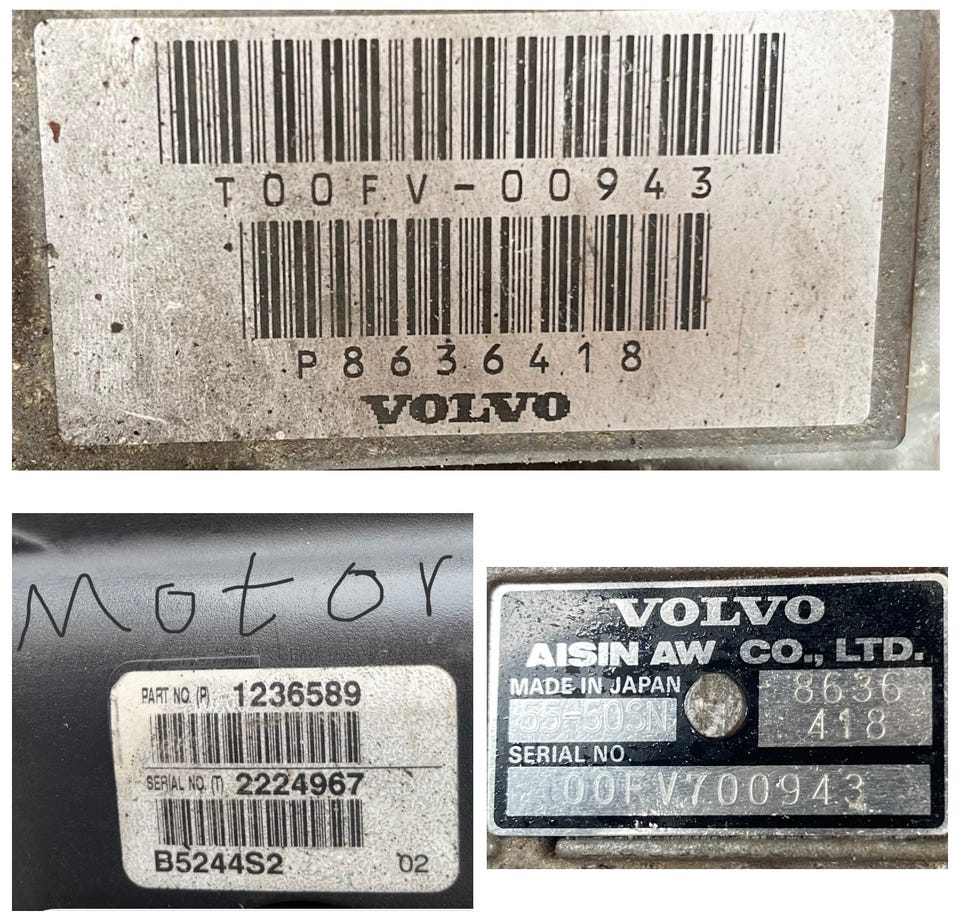 T00FV-00943
P8636418
VOLVO
Motor
PART NO. (P) 1236589
SERIAL NO. (T) 2224967
B5244S2 02
VOLVO
AISIN AW CO., LTD.
MADE IN JAPAN 8636
55-50SN 418
SERIAL NO.
00FV700943